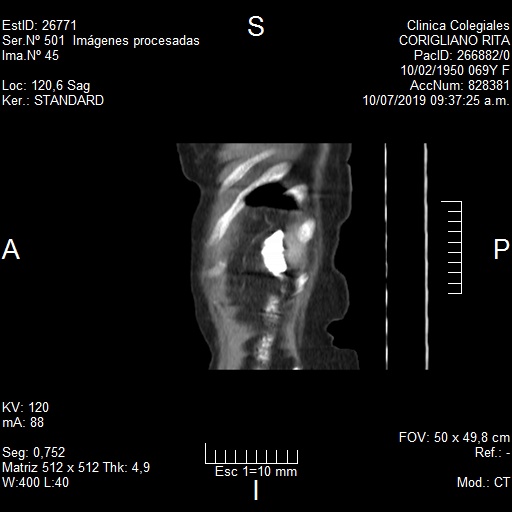 EstID: 26771
Ser.Nº 501 Imágenes procesadas
Ima.Nº 45
Loc: 120,6 Sag
Ker.: STANDARD
S
Clinica Colegiales
CORIGLIANO RITA
PacID: 266882/0
10/02/1950 069Y F
AccNum: 828381
10/07/2019 09:37:25 a.m.
A
P
KV: 120
mA: 88
Seg: 0,752
Matriz 512 x 512 Thk: 4,9
W:400 L:40
Esc 1=10 mm
I
FOV: 50 x 49,8 cm
Ref.: -
Mod.: CT